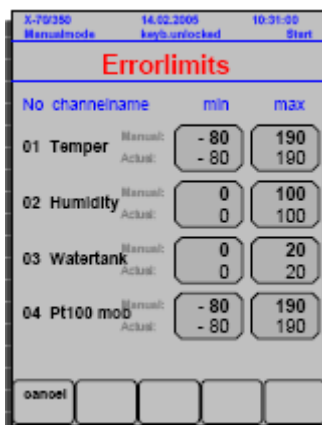 X-70/350 14.02.2005 10:31:00
Manualmode keyb.unlocked Start
Errorlimits
No channelname min max
01 Temper Manual: - 80 190
Actual: - 80 190
02 Humidity Manual: 0 100
Actual: 0 100
03 Watertank Manual: 0 20
Actual: 0 20
04 Pt100 mob Manual: - 80 190
Actual: - 80 190
cancel